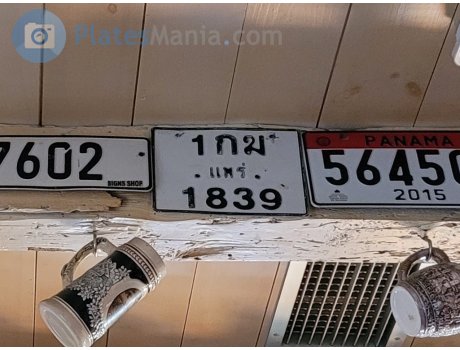 PlatesMania.com
7602
SIGNS SHOP
1กม
แพร่
1839
PANAMA
56450
2015